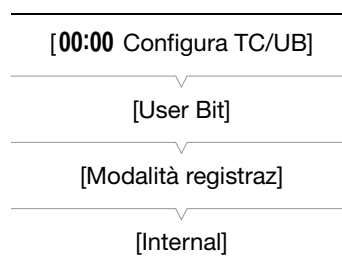 [00:00 Configura TC/UB]
[User Bit]
[Modalità registraz]
[Internal]